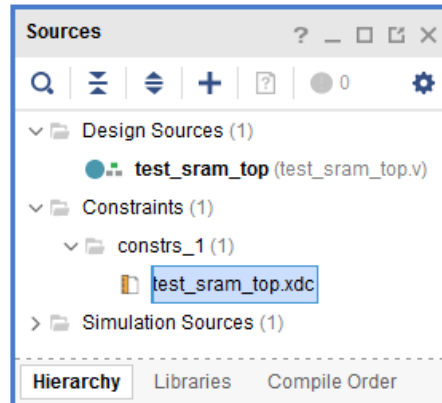 Sources
0
Design Sources (1)
test_sram_top (test_sram_top.v)
Constraints (1)
constrs_1 (1)
test_sram_top.xdc
Simulation Sources (1)
Hierarchy Libraries Compile Order